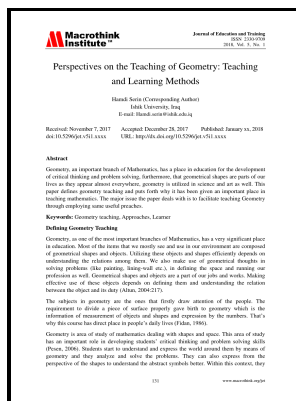 Macrothink
Institute™
Journal of Education and Training
ISSN 2330-9709
2018, Vol. 5, No. 1
Perspectives on the Teaching of Geometry: Teaching
and Learning Methods
Hamdi Serin (Corresponding Author)
Ishik University, Iraq
E-mail: Hamdi.serin@ishik.edu.iq
Received: November 7, 2017 Accepted: December 28, 2017 Published: January xx, 2018
doi:10.5296/jet.v5i1.xxxx URL: http://dx.doi.org/10.5296/jet.v5i1.xxxx
Abstract
Geometry, an important branch of Mathematics, has a place in education for the development
of critical thinking and problem solving, furthermore, that geometrical shapes are parts of our
lives as they appear almost everywhere, geometry is utilized in science and art as well. This
paper defines geometry teaching and puts forth why it has been given an important place in
teaching mathematics. The major issue the paper deals with is to facilitate teaching Geometry
through employing some useful proaches.
Keywords: Geometry teaching, Approaches, Learner
Defining Geometry Teaching
Geometry, as one of the most important branches of Mathematics, has a very significant place
in education. Most of the items that we mostly see and use in our environment are composed
of geometrical shapes and objects. Utilizing these objects and shapes efficiently depends on
understanding the relations among them. We also make use of geometrical thoughts in
solving problems (like painting, lining-wall etc.), in defining the space and running our
profession as well. Geometrical shapes and objects are a part of our jobs and works. Making
effective use of these objects depends on defining them and understanding the relation
between the object and its duty (Altun, 2004:217).
The subjects in geometry are the ones that firstly draw attention of the people. The
requirement to divide a piece of surface properly gave birth to geometry which is the
information of measurement of objects and expression by the numbers. That's
why this course has direct place in people's daily lives (Fidan, 1986).
Geometry is area of study of mathematics dealing with shapes and space. This area of study
has an important role in developing students' critical thinking and problem solving skills
(Pesen, 2006). Students start to understand and express the world around them by means of
geometry and they analyze and solve the problems. They can also express from the
perspective of the shapes to understand the abstract symbols better. Within this context, they
131
www.macrothink.org/jet